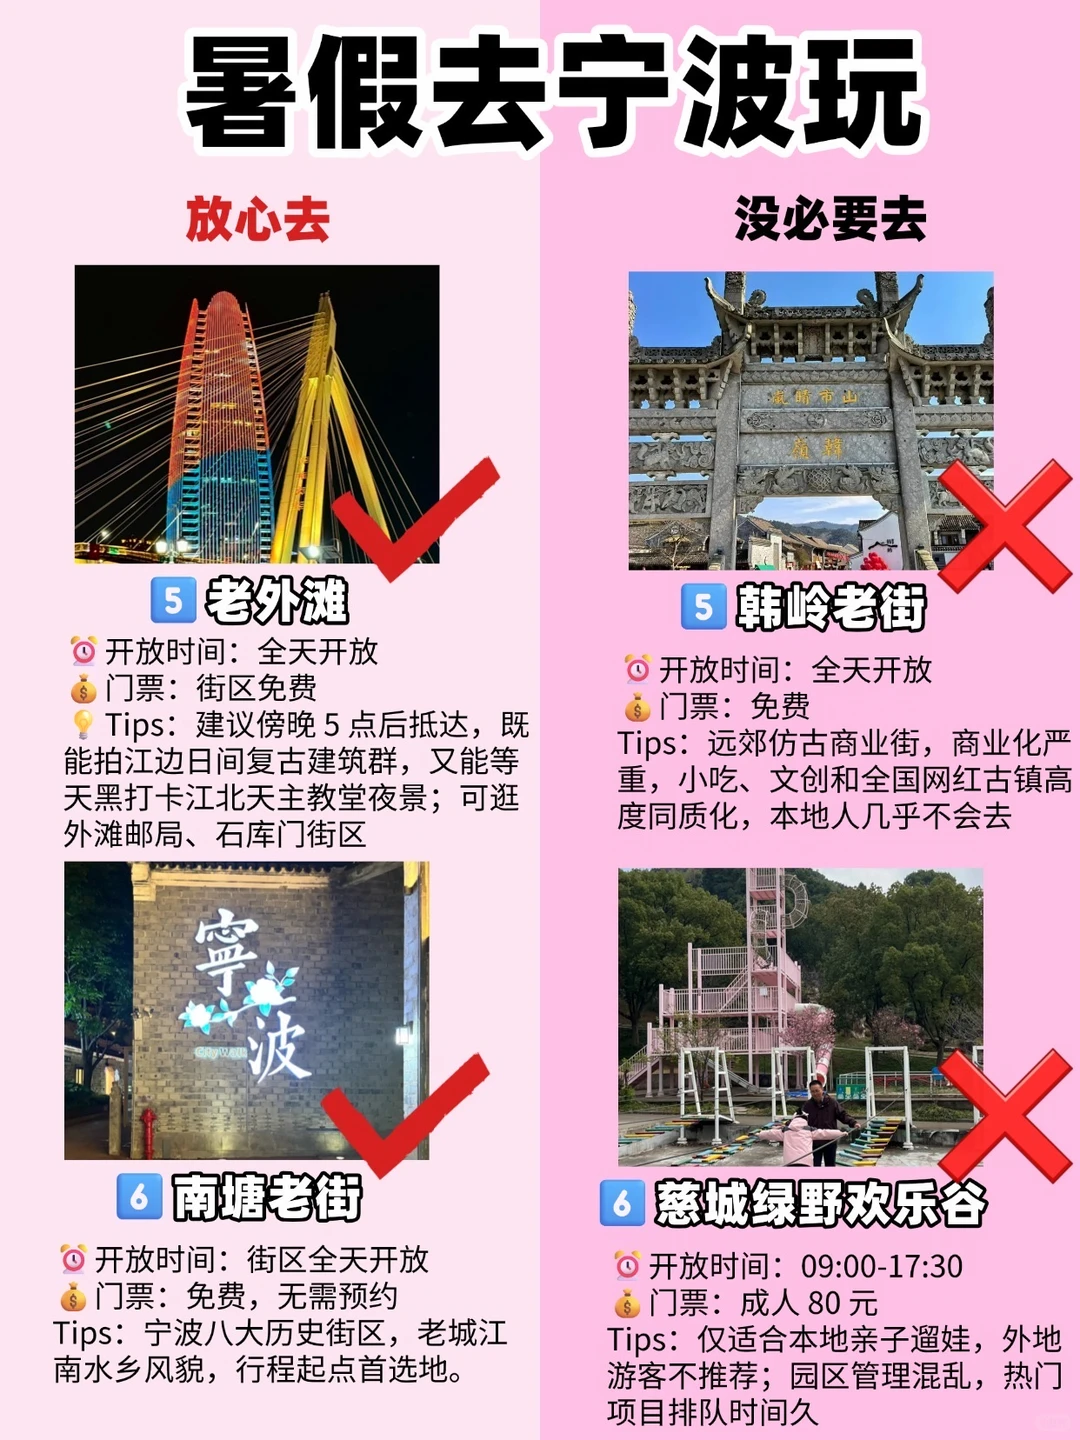 暑假去宁波玩
放心去
5 老外滩
⏰开放时间：全天开放
💰门票：街区免费
💡Tips：建议傍晚 5 点后抵达，既
能拍江边日间复古建筑群，又能等
天黑打卡江北天主教堂夜景；可逛
外滩邮局、石库门街区
寧波
City Walk
6 南塘老街
⏰开放时间：街区全天开放
💰门票：免费，无需预约
Tips：宁波八大历史街区，老城江
南水乡风貌，行程起点首选地。
没必要去
嵐晴市山
嶺韓
5 韩岭老街
⏰开放时间：全天开放
💰门票：免费
Tips：远郊仿古商业街，商业化严
重，小吃、文创和全国网红古镇高
度同质化，本地人几乎不会去
6 慈城绿野欢乐谷
⏰开放时间：09:00-17:30
💰门票：成人 80 元
Tips：仅适合本地亲子遛娃，外地
游客不推荐；园区管理混乱，热门
项目排队时间久